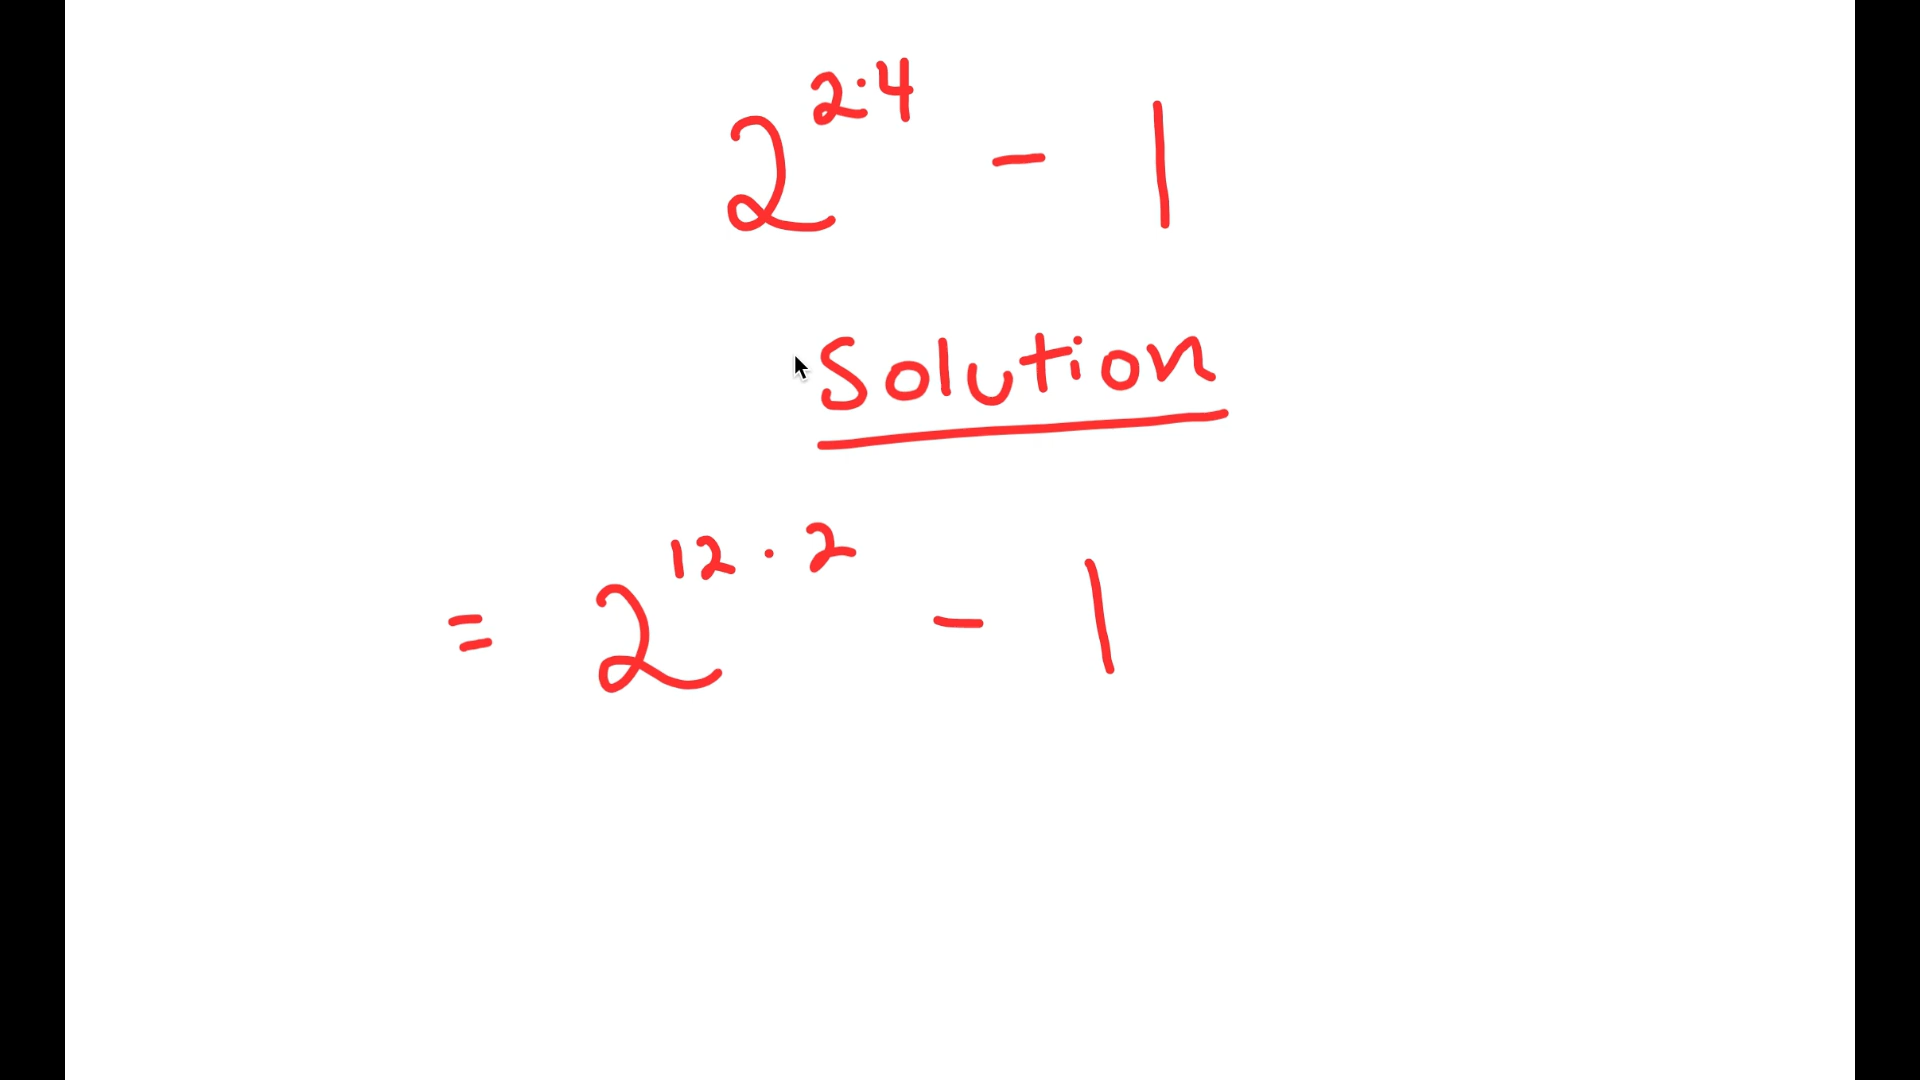 2^{2·4} - 1
Solution
= 2^{12 · 2} - 1